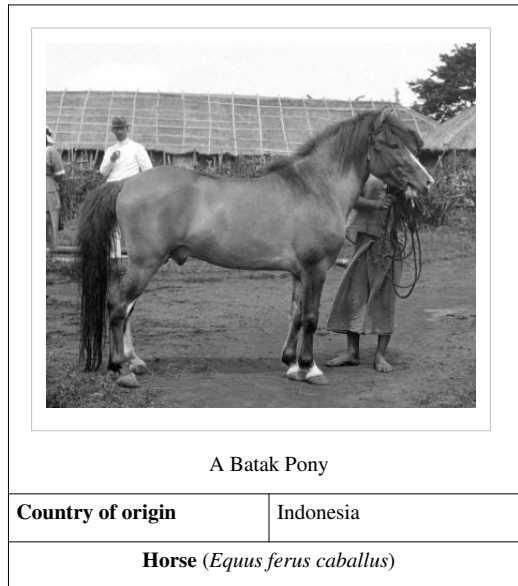 A Batak Pony
Country of origin Indonesia
Horse (Equus ferus caballus)